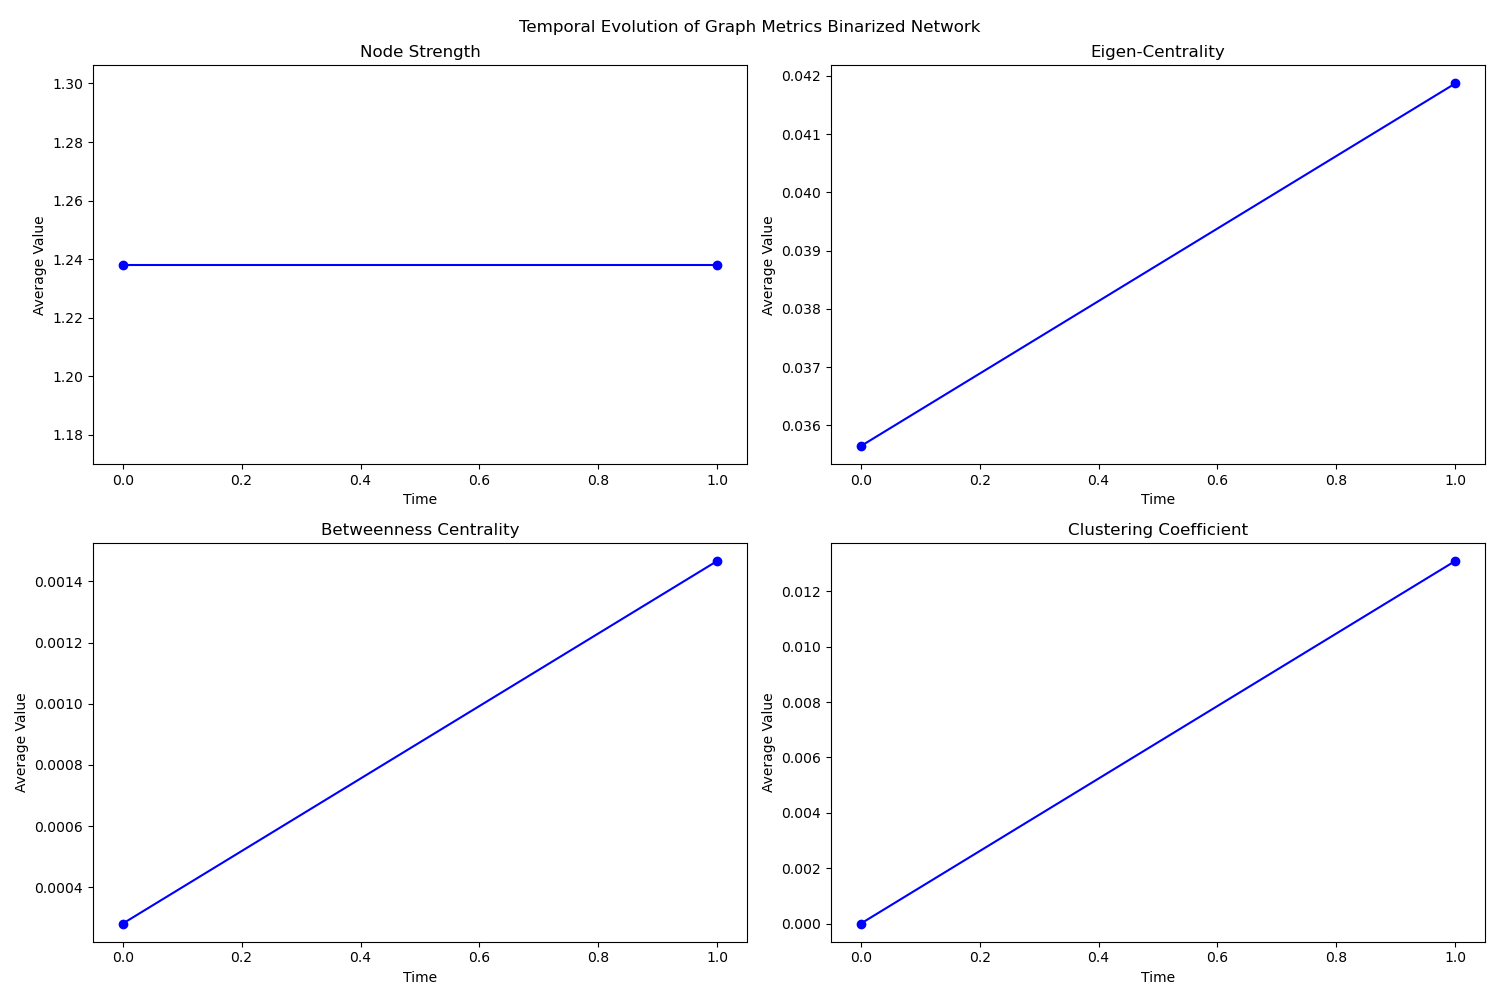 Temporal Evolution of Graph Metrics Binarized Network
Node Strength
1.30
1.28
1.26
1.24
1.22
1.20
1.18
Average Value
0.0 0.2 0.4 0.6 0.8 1.0
Time
Eigen-Centrality
0.042
0.041
0.040
0.039
0.038
0.037
0.036
Average Value
0.0 0.2 0.4 0.6 0.8 1.0
Time
Betweenness Centrality
0.0014
0.0012
0.0010
0.0008
0.0006
0.0004
Average Value
0.0 0.2 0.4 0.6 0.8 1.0
Time
Clustering Coefficient
0.012
0.010
0.008
0.006
0.004
0.002
0.000
Average Value
0.0 0.2 0.4 0.6 0.8 1.0
Time